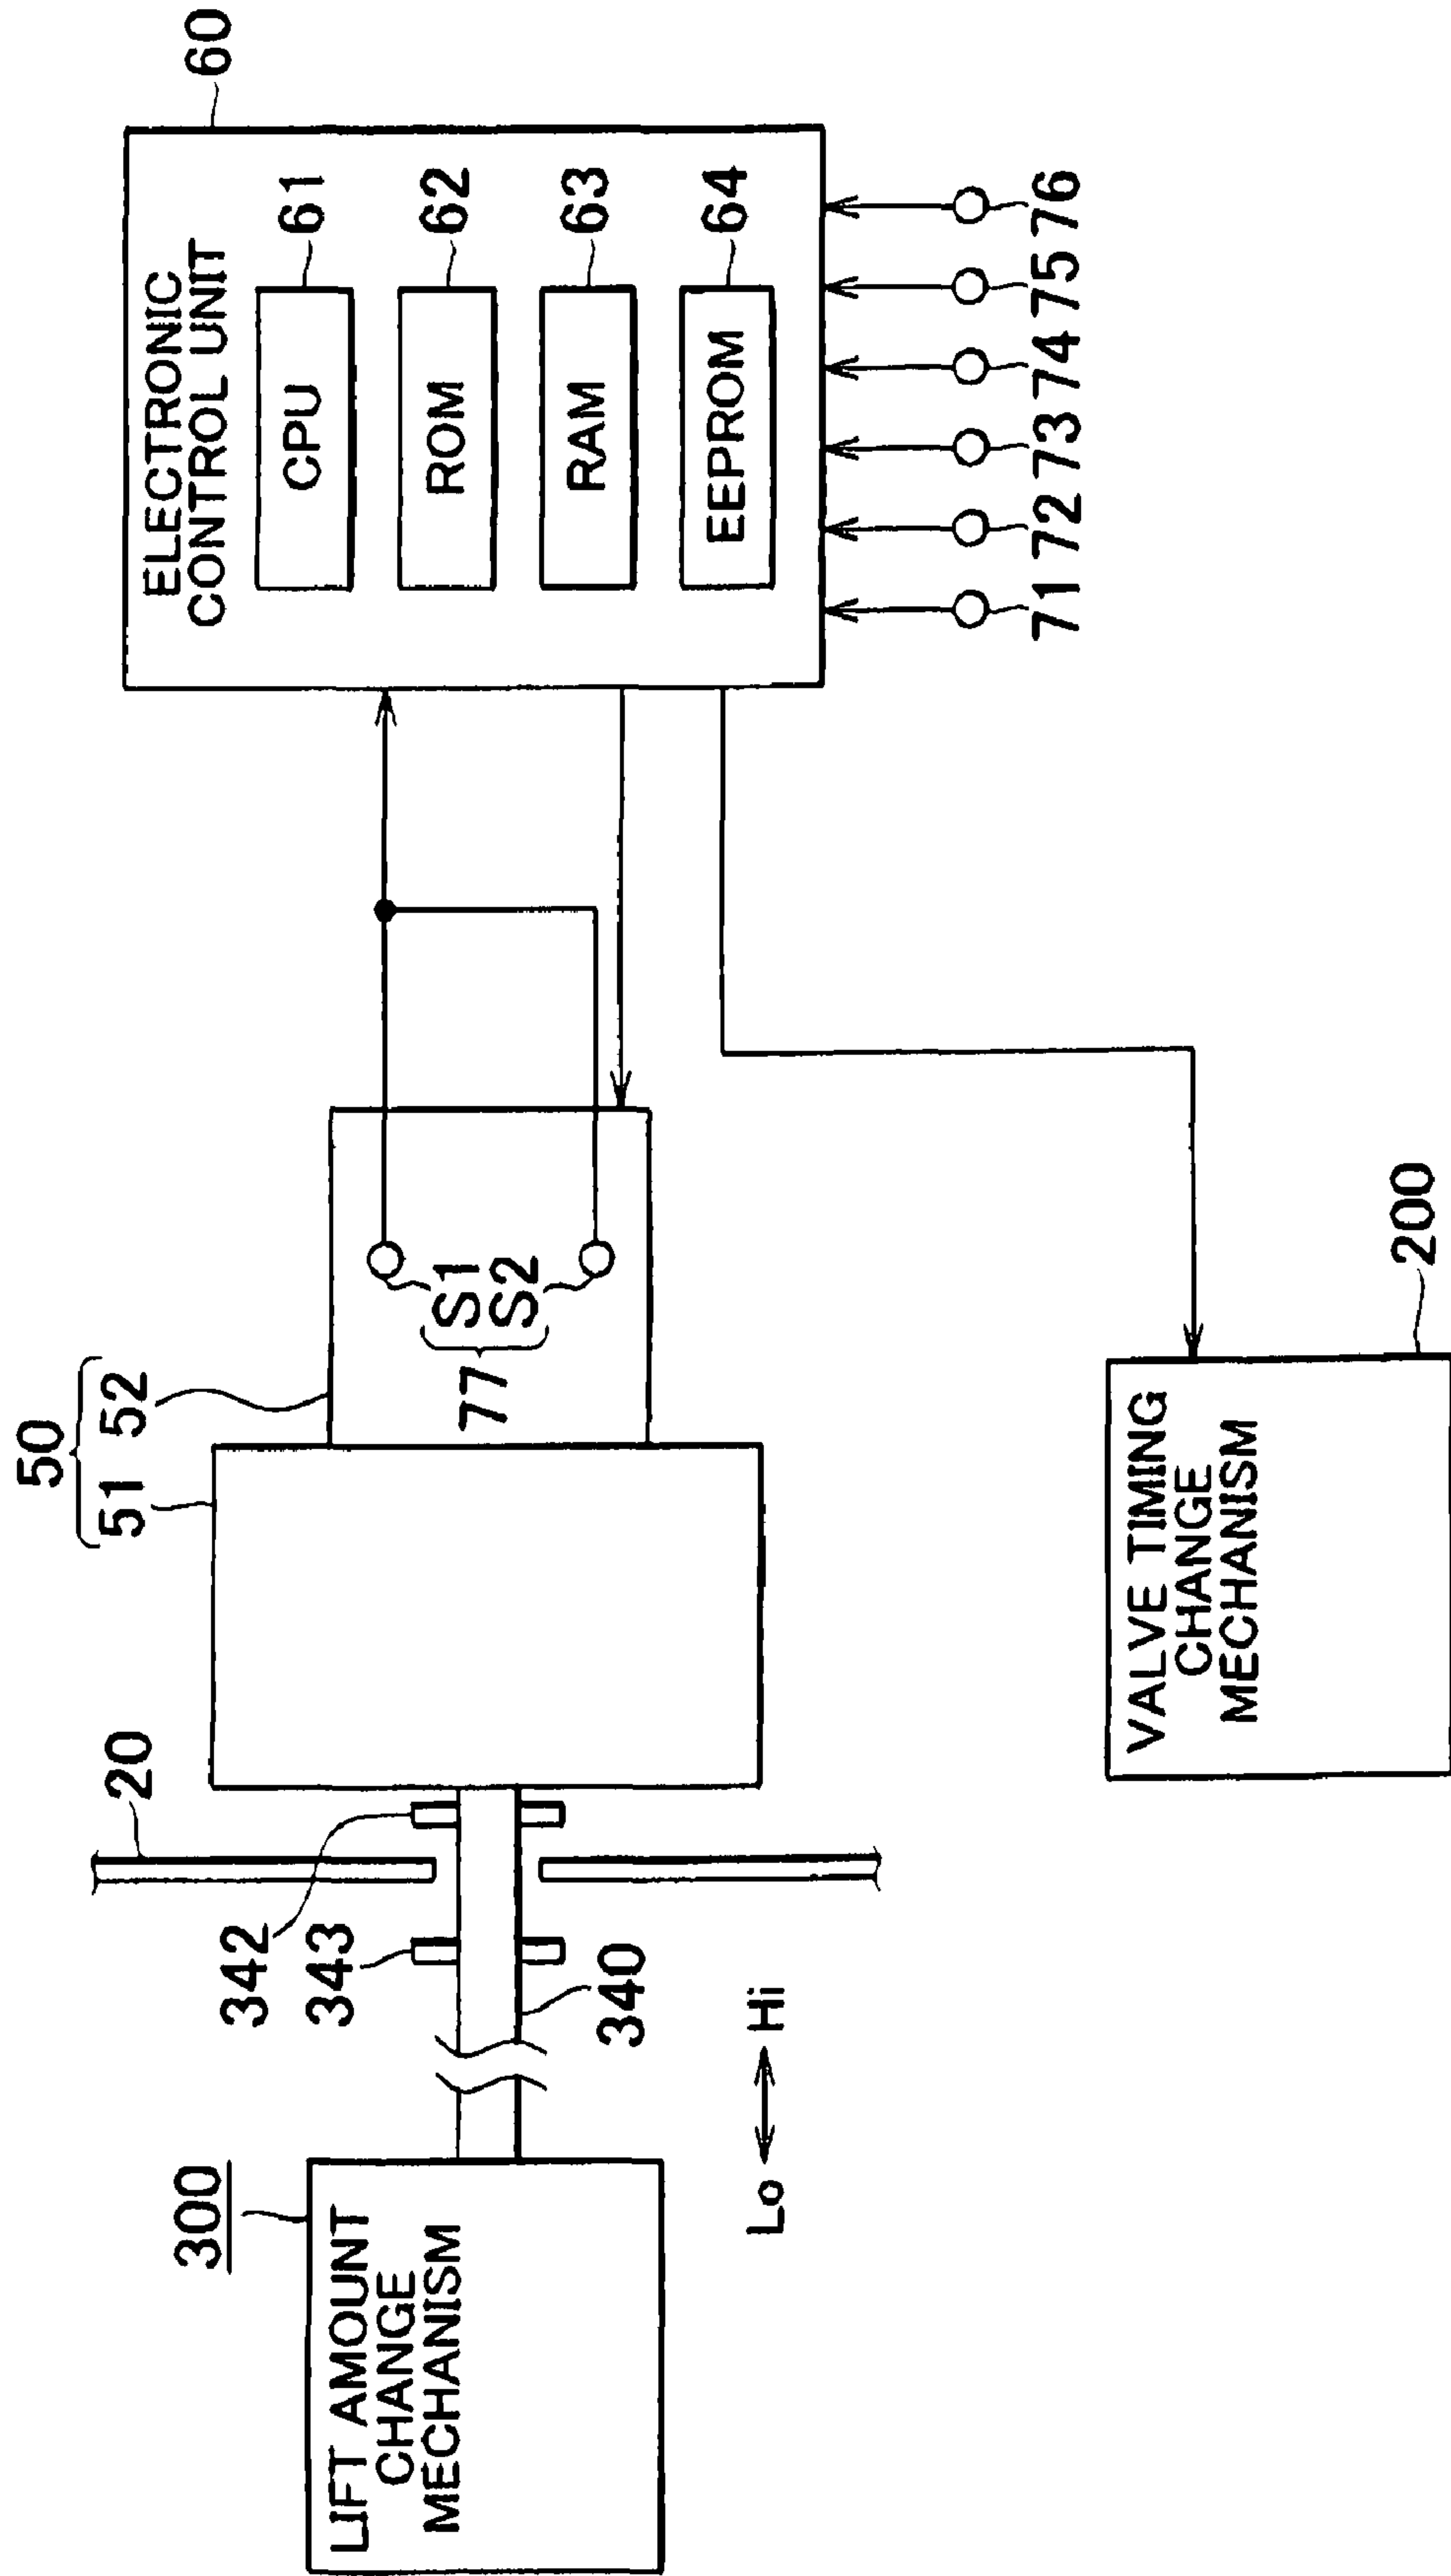 300
LIFT AMOUNT
CHANGE
MECHANISM
Lo
Hi
342
343
340
20
50
51 52
77
S1
S2
60
ELECTRONIC
CONTROL UNIT
CPU
61
ROM
62
RAM
63
EEPROM
64
71 72 73 74 75 76
VALVE TIMING
CHANGE
MECHANISM
200